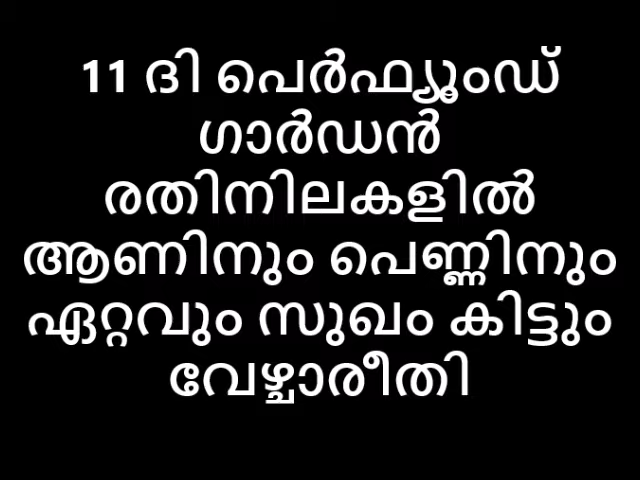 11 ദി പെർഫ്യൂംഡ്
ഗാർഡൻ
രതിനിലകളിൽ
ആണിനും പെണ്ണിനും
ഏറ്റവും സുഖം കിട്ടും
വേഴ്ചാരീതി